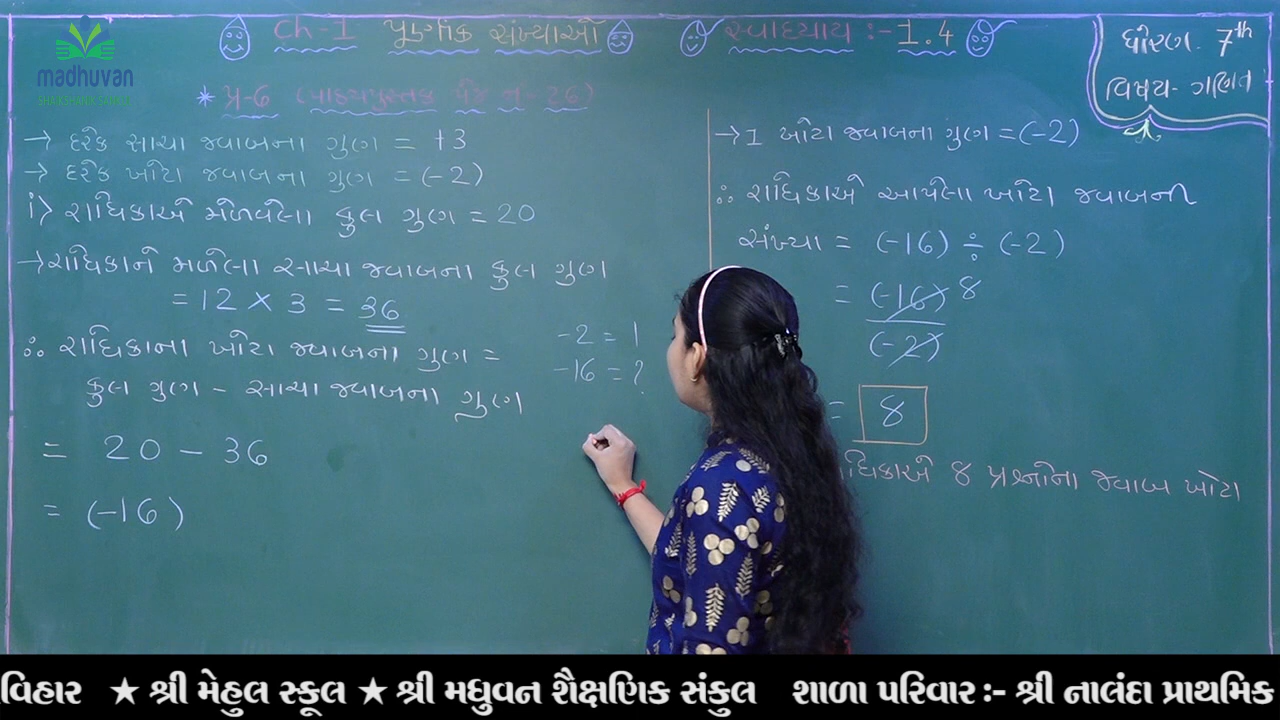 madhuvan
SHAIKSHANIK SANKUL
Ch-1 પૂર્ણાંક સંખ્યાઓ
સ્વાધ્યાય :- 1.4
ધોરણ- 7th
વિષય- ગણિત
* પ્ર-6 (પાઠ્યપુસ્તક પેજ નં- 26)
→ દરેક સાચા જવાબના ગુણ = +3
→ દરેક ખોટા જવાબના ગુણ = (-2)
i> રાધિકાએ મેળવેલા કુલ ગુણ = 20
→ રાધિકાને મળેલા સાચા જવાબના કુલ ગુણ
= 12 × 3 = 36
∴ રાધિકાના ખોટા જવાબના ગુણ =
કુલ ગુણ - સાચા જવાબના ગુણ
= 20 - 36
= (-16)
-2 = 1
-16 = ?
→ 1 ખોટા જવાબના ગુણ = (-2)
∴ રાધિકાએ આપેલા ખોટા જવાબની
સંખ્યા = (-16) ÷ (-2)
= (-16) 8
(-2)
= 8
રાધિકાએ 8 પ્રશ્નોના જવાબ ખોટા
વિહાર ★ શ્રી મેહુલ સ્કૂલ ★ શ્રી મધુવન શૈક્ષણિક સંકુલ શાળા પરિવાર :- શ્રી નાલંદા પ્રાથમિક